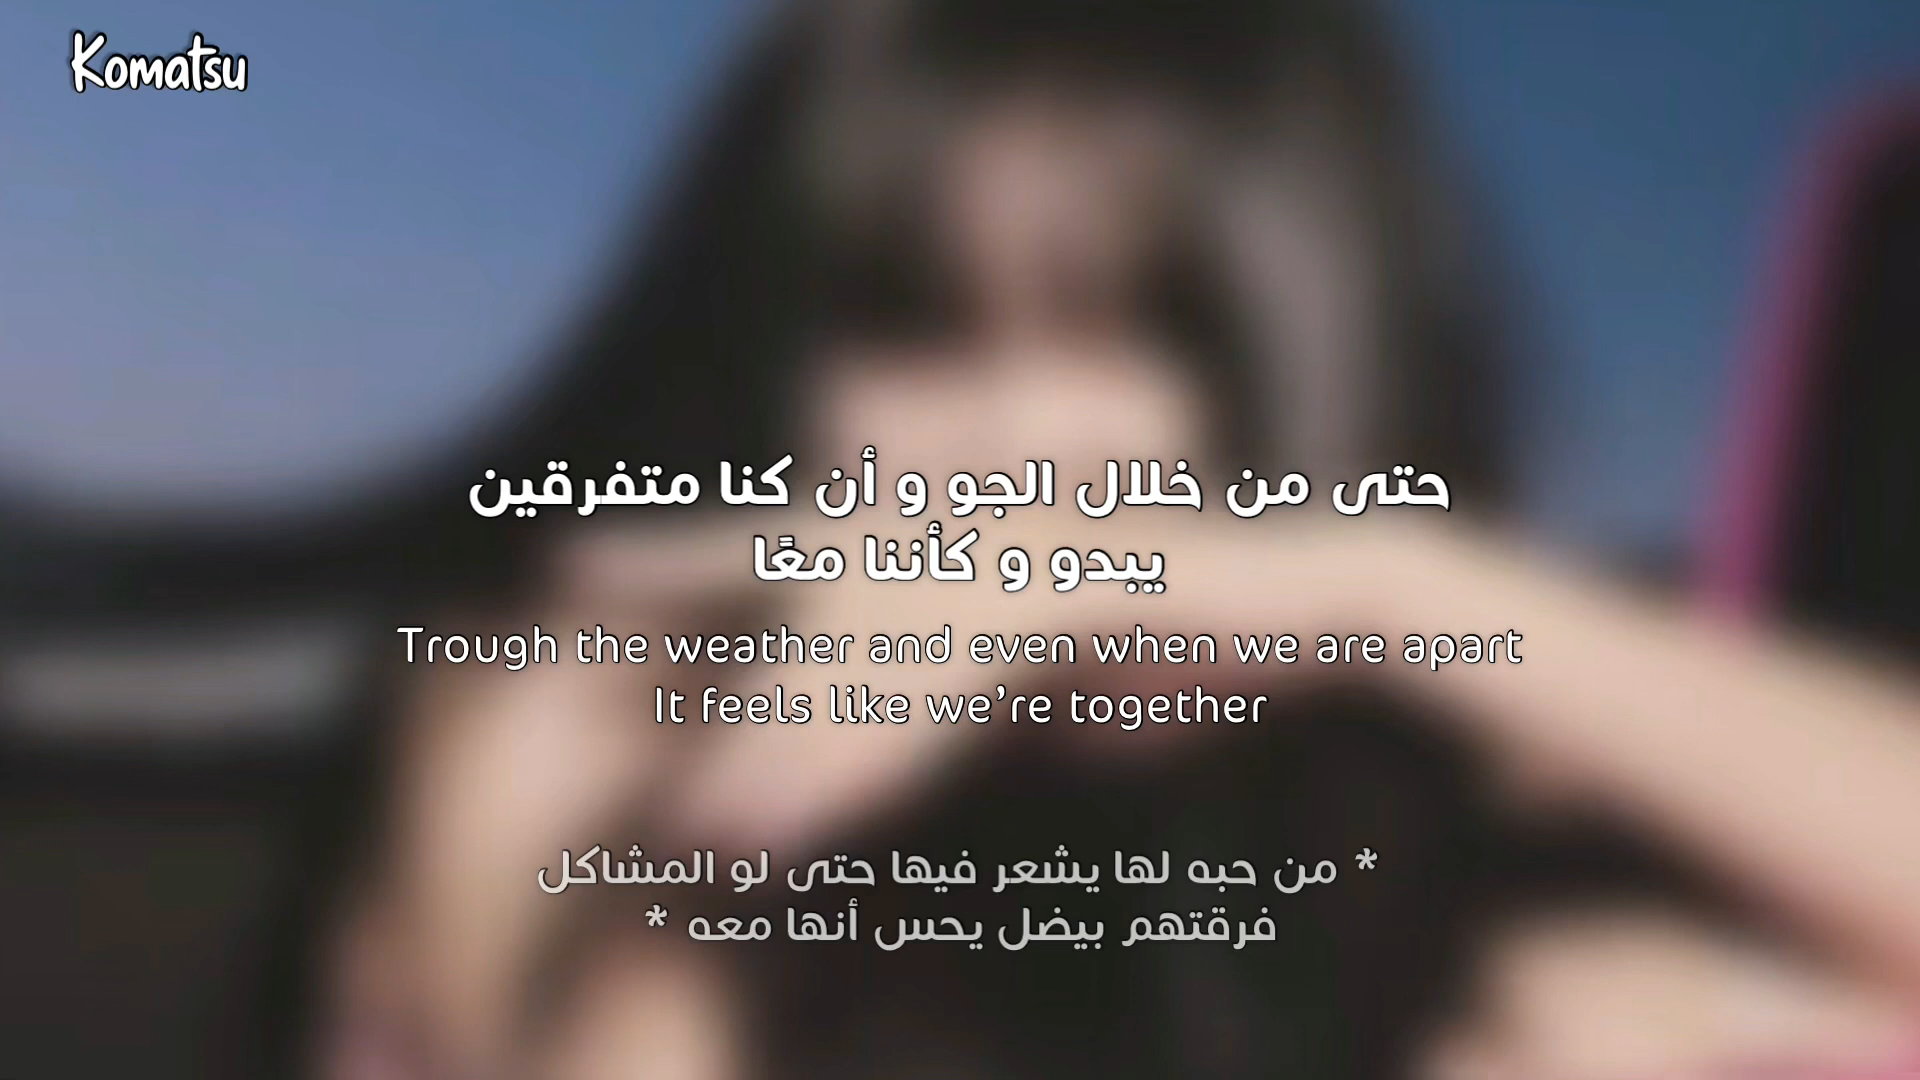 Komatsu
حتى من خلال الجو و أن كنا متفرقين
يبدو و كأننا معًا
Trough the weather and even when we are apart
It feels like we’re together
* من حبه لها يشعر فيها حتى لو المشاكل
فرقتهم بيضل يحس أنها معه *